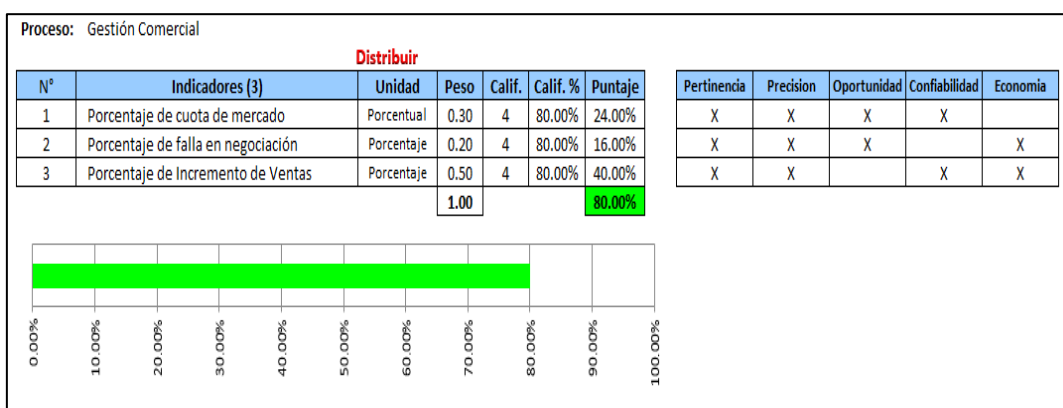 Proceso: Gestión Comercial
Distribuir
N° Indicadores (3) Unidad Peso Calif. Calif. % Puntaje Pertinencia Precision Oportunidad Confiabilidad Economia
1 Porcentaje de cuota de mercado Porcentual 0.30 4 80.00% 24.00% X X X X
2 Porcentaje de falla en negociación Porcentaje 0.20 4 80.00% 16.00% X X X X
3 Porcentaje de Incremento de Ventas Porcentaje 0.50 4 80.00% 40.00% X X X X
1.00 80.00%
0.00% 10.00% 20.00% 30.00% 40.00% 50.00% 60.00% 70.00% 80.00% 90.00% 100.00%